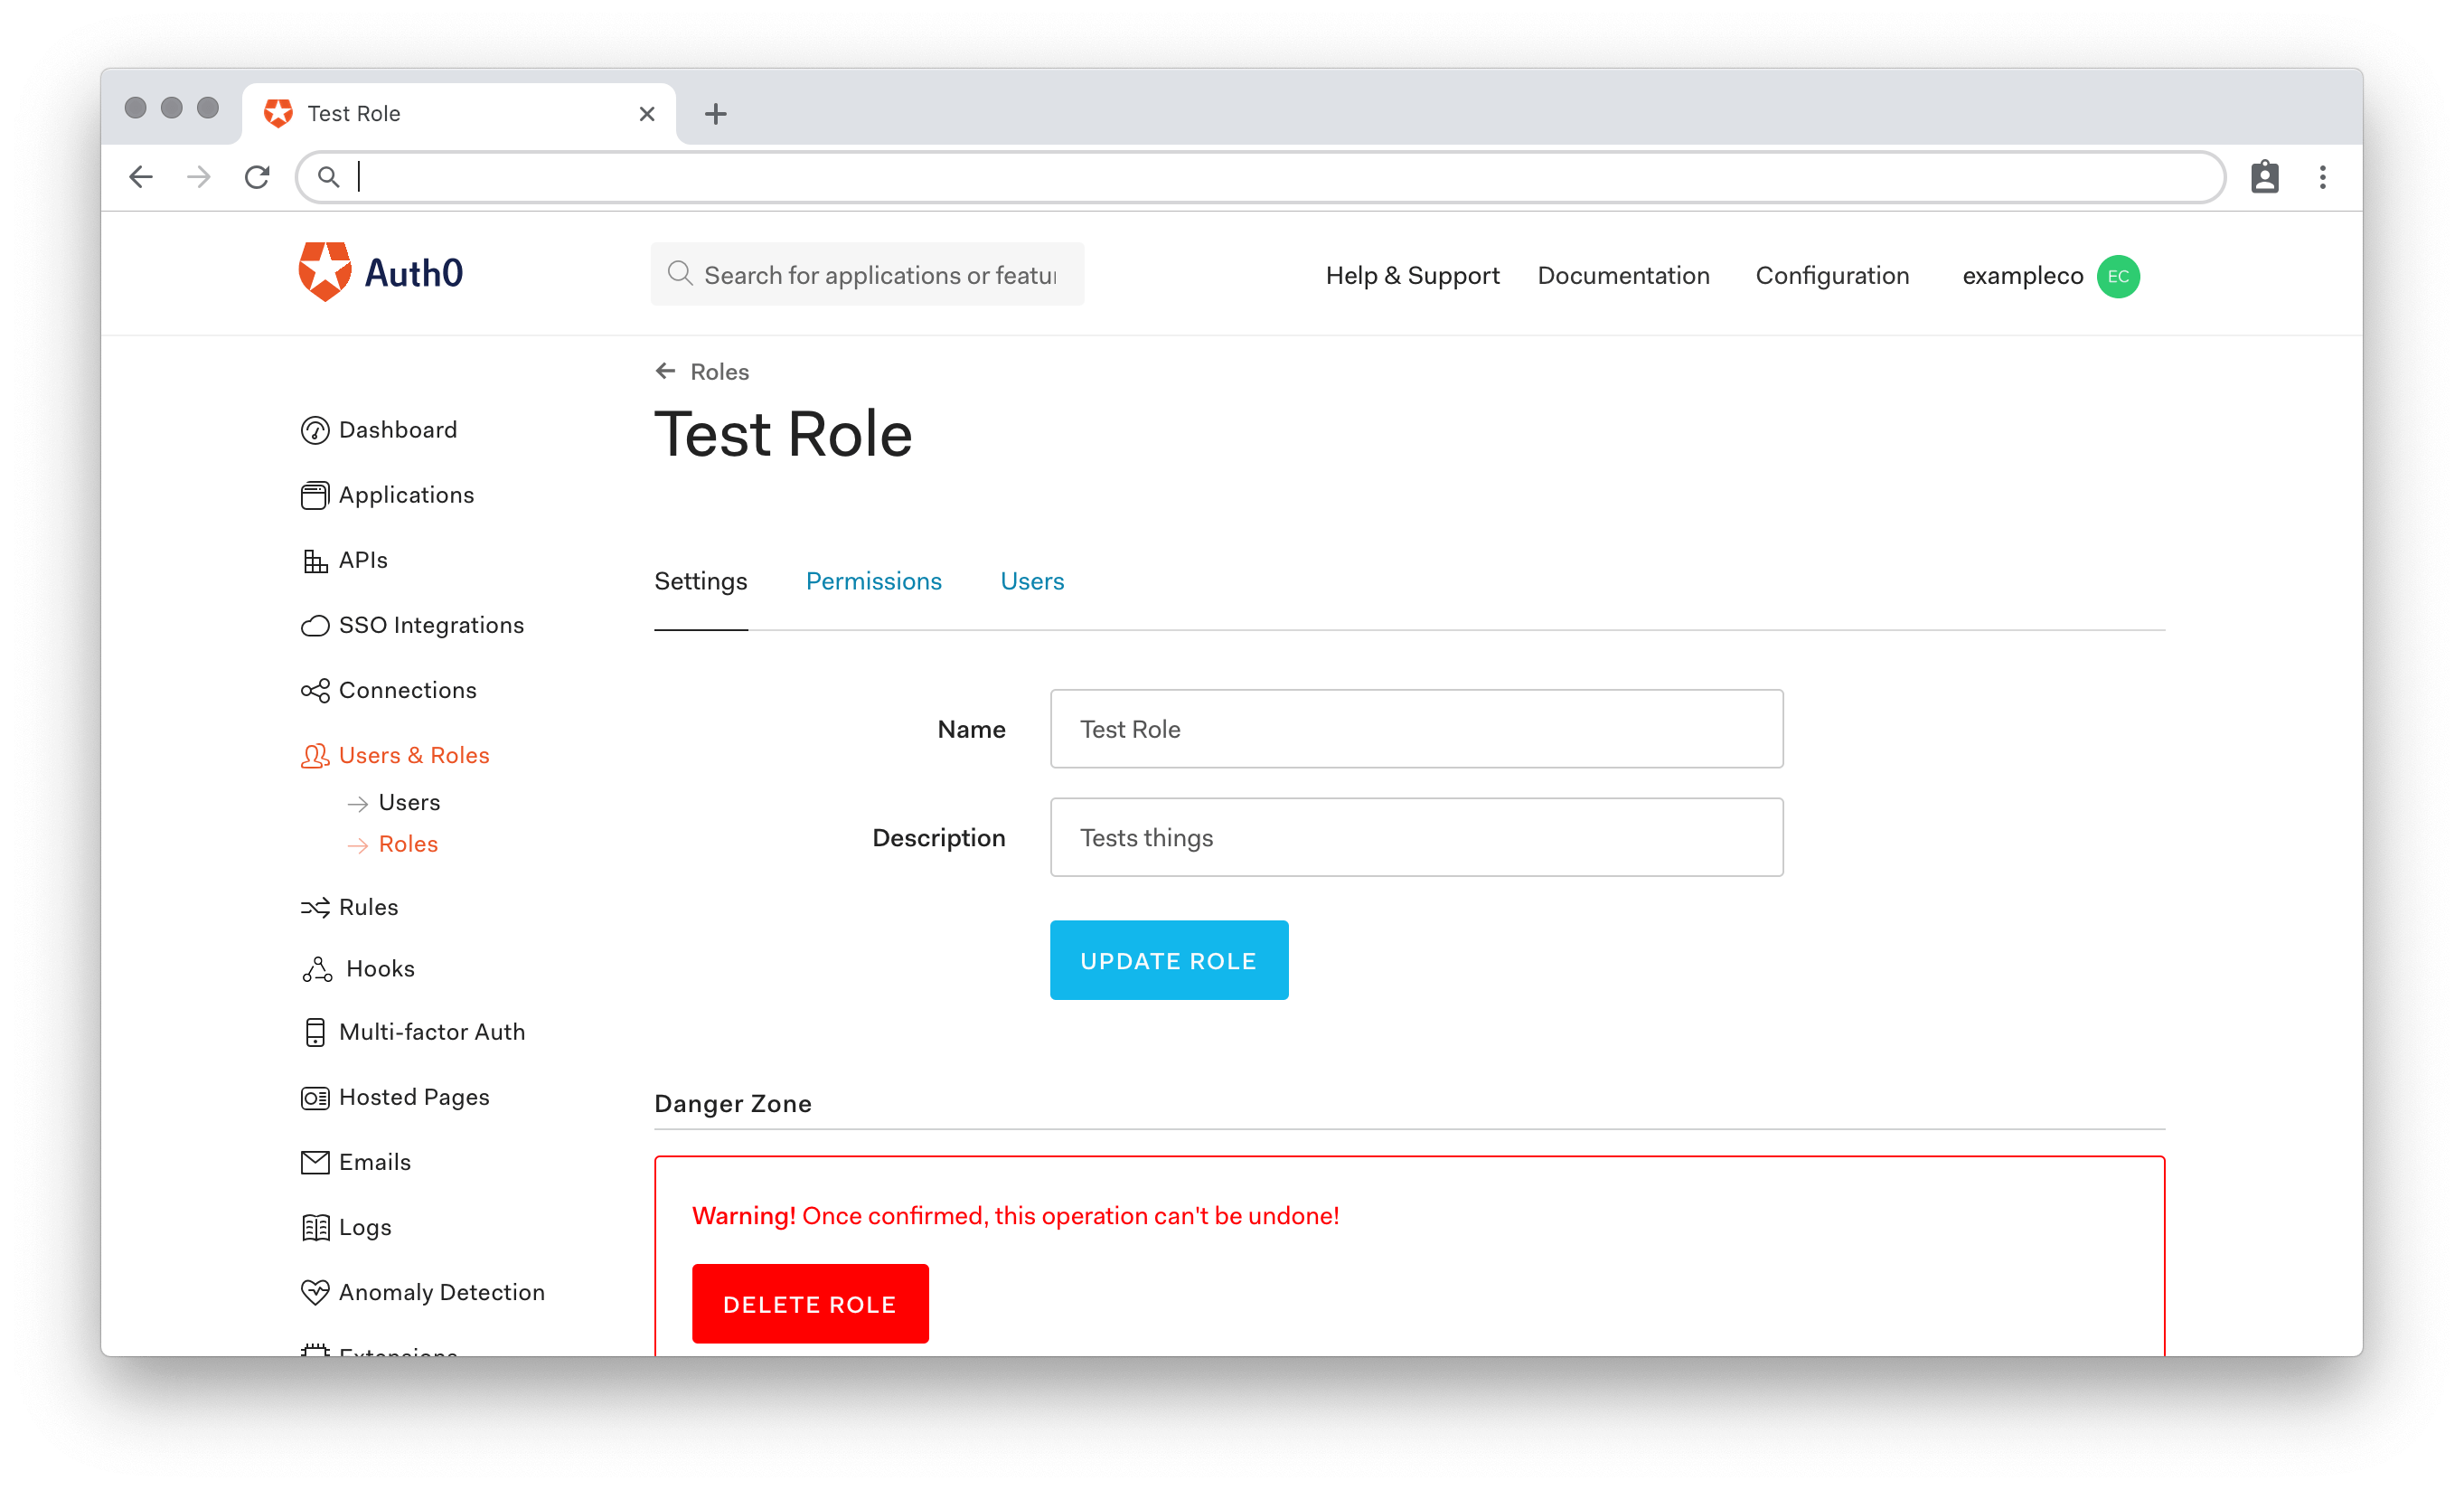 Test Role
Auth0
Search for applications or featur
Help & Support
Documentation
Configuration
exampleco
EC
Dashboard
Applications
APIs
SSO Integrations
Connections
Users & Roles
Users
Roles
Rules
Hooks
Multi-factor Auth
Hosted Pages
Emails
Logs
Anomaly Detection
Extensions
Roles
Test Role
Settings
Permissions
Users
Name
Test Role
Description
Tests things
UPDATE ROLE
Danger Zone
Warning! Once confirmed, this operation can't be undone!
DELETE ROLE